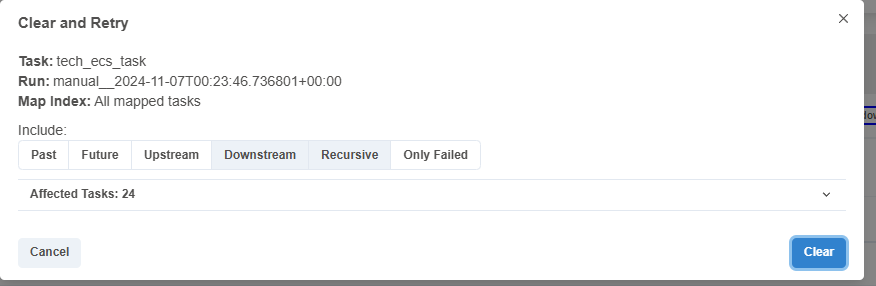 Clear and Retry
Task: tech_ecs_task
Run: manual__2024-11-07T00:23:46.736801+00:00
Map Index: All mapped tasks
Include:
Past Future Upstream Downstream Recursive Only Failed
Affected Tasks: 24
Cancel Clear